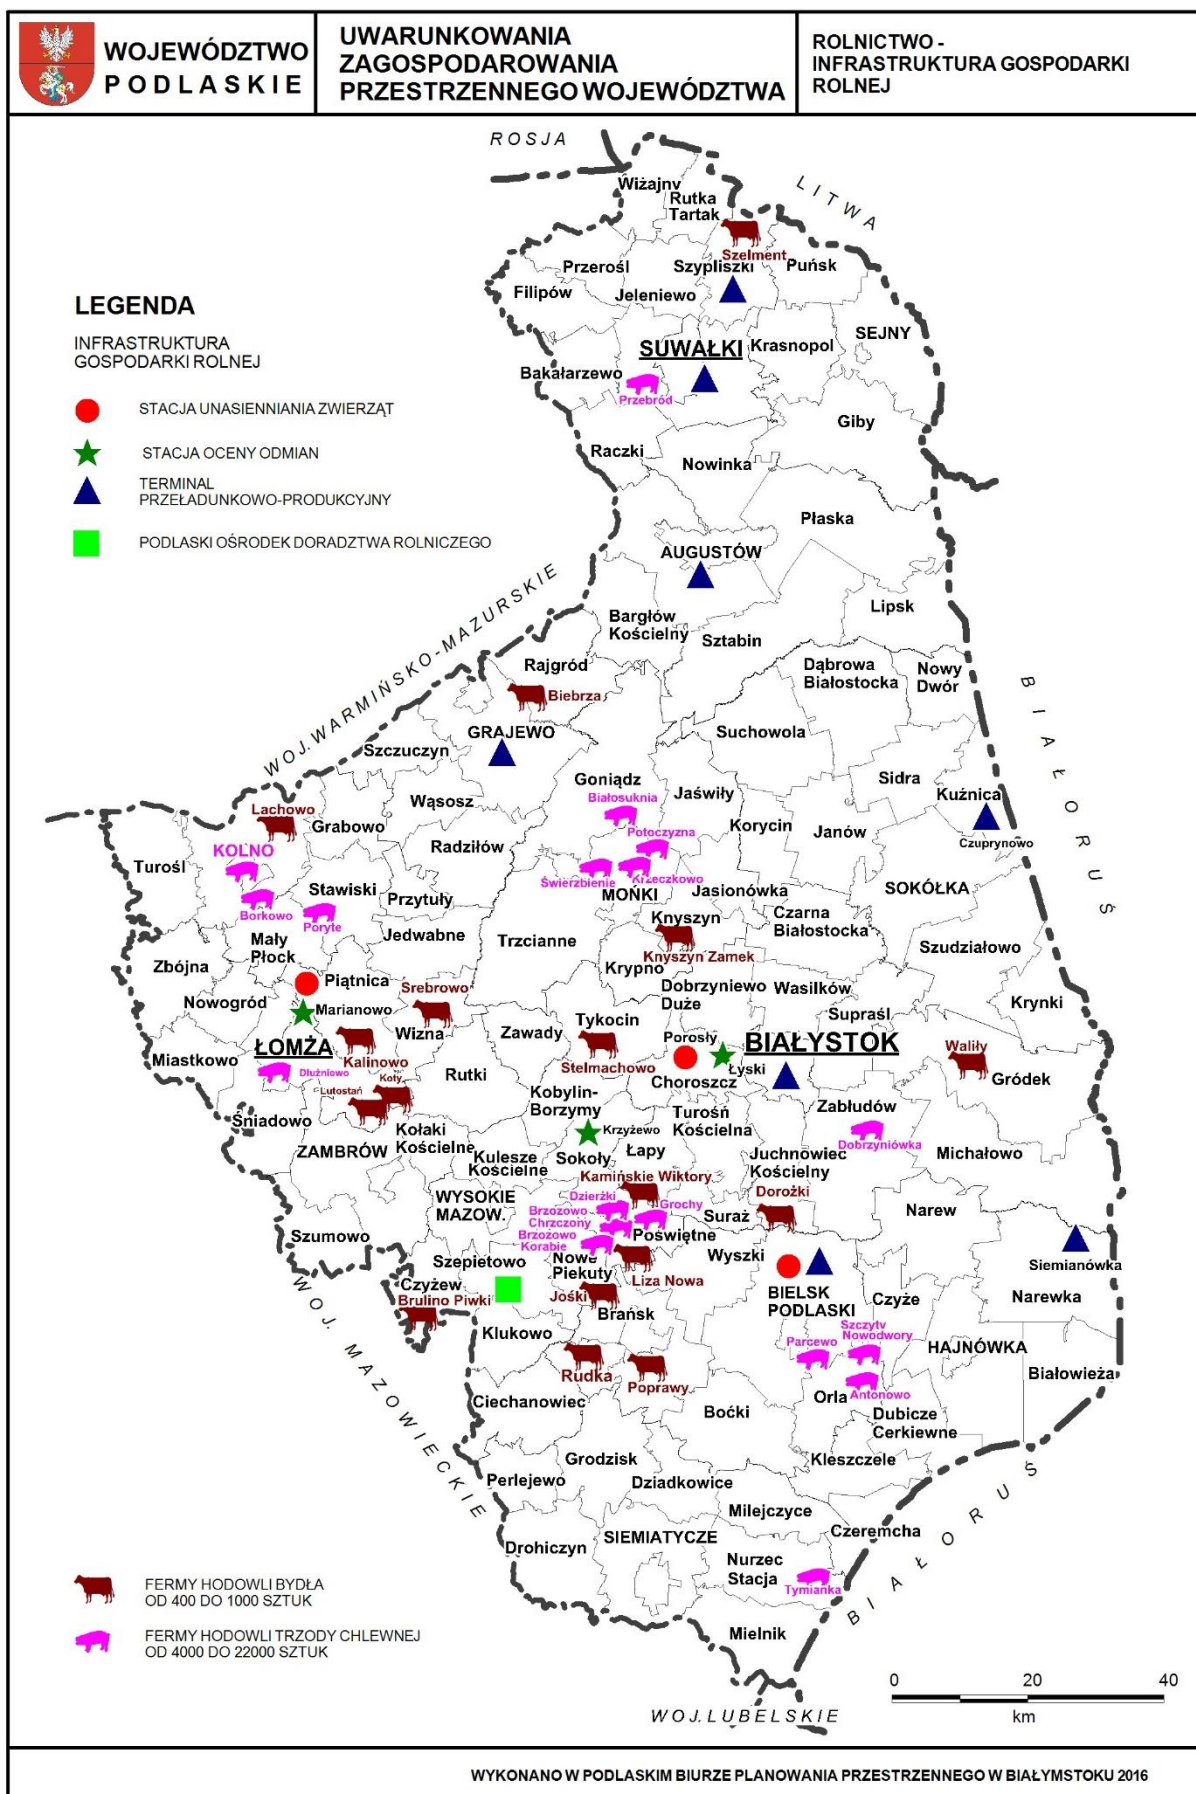 WOJEWÓDZTWO
PODLASKIE
UWARUNKOWANIA
ZAGOSPODAROWANIA
PRZESTRZENNEGO WOJEWÓDZTWA
ROLNICTWO -
INFRASTRUKTURA GOSPODARKI
ROLNEJ
ROSJA
LITWA
Wiżajny
Rutka
Tartak
Szelment
Przerośl
Szypliszki
Puńsk
Filipów
Jeleniewo
LEGENDA
INFRASTRUKTURA
GOSPODARKI ROLNEJ
STACJA UNASIENNIANIA ZWIERZĄT
STACJA OCENY ODMIAN
TERMINAL
PRZEŁADUNKOWO-PRODUKCYJNY
PODLASKI OŚRODEK DORADZTWA ROLNICZEGO
SEJNY
SUWAŁKI
Krasnopol
Bakałarzewo
Przebród
Giby
Raczki
Nowinka
Płaska
AUGUSTÓW
WOJ. WARMIŃSKO-MAZURSKIE
Lipsk
Bargłów
Kościelny
Sztabin
Rajgród
Dąbrowa
Białostocka
Nowy
Dwór
BIAŁORUŚ
Biebrza
GRAJEWO
Suchowola
Szczuczyn
Goniądz
Sidra
Białosuknia
Jaświły
Kuźnica
Wąsosz
Lachowo
Grabowo
Potoczyzna
Korycin
Janów
Czuprynowo
Radziłów
KOLNO
Turośl
Świerzbienie
Krzeczkowo
MOŃKI
Jasionówka
SOKÓŁKA
Stawiski
Przytuły
Borkowo
Poryte
Knyszyn
Czarna
Białostocka
Jedwabne
Trzcianne
Mały
Płock
Knyszyn Zamek
Szudziałowo
Zbójna
Krypno
Piątnica
Dobrzyniewo
Duże
Wasilków
Srebrowo
Nowogród
Marianowo
Krynki
Supraśl
Wizna
Zawady
Tykocin
Porosły
BIAŁYSTOK
ŁOMŻA
Kalinowo
Miastkowo
Stelmachowo
Łyski
Choroszcz
Waliły
Gródek
Dłużniowo
Lutostań
Koty
Rutki
Kobylin-
Borzymy
Turośń
Kościelna
Zabłudów
Śniadowo
Kołaki
Kościelne
Krzyżewo
Dobrzyniówka
ZAMBRÓW
Kulesze
Kościelne
Sokoły
Łapy
Juchnowiec
Kościelny
Michałowo
Kamińskie Wiktory
WYSOKIE
MAZOW.
Dzierżki
Brzozowo
Chrzczony
Grochy
Dorożki
Suraż
Narew
Brzozowo
Korabie
Poświętne
Szumowo
Szepietowo
Nowe
Piekuty
Wyszki
Siemianówka
Liza Nowa
Czyżew
Brulino Piwki
Jośki
Brańsk
BIELSK
PODLASKI
Czyże
Narewka
Klukowo
Szczyty
Nowodwory
Parcewo
HAJNÓWKA
WOJ. MAZOWIECKIE
Rudka
Poprawy
Białowieża
Ciechanowiec
Boćki
Orla
Antonowo
Dubicze
Cerkiewne
Grodzisk
Kleszczele
Perlejewo
Dziadkowice
Milejczyce
Czeremcha
SIEMIATYCZE
Drohiczyn
Nurzec
Stacja
Tymianka
BIAŁORUŚ
FERMY HODOWLI BYDŁA
OD 400 DO 1000 SZTUK
FERMY HODOWLI TRZODY CHLEWNEJ
OD 4000 DO 22000 SZTUK
Mielnik
0 20 40
km
WOJ. LUBELSKIE
WYKONANO W PODLASKIM BIURZE PLANOWANIA PRZESTRZENNEGO W BIAŁYMSTOKU 2016